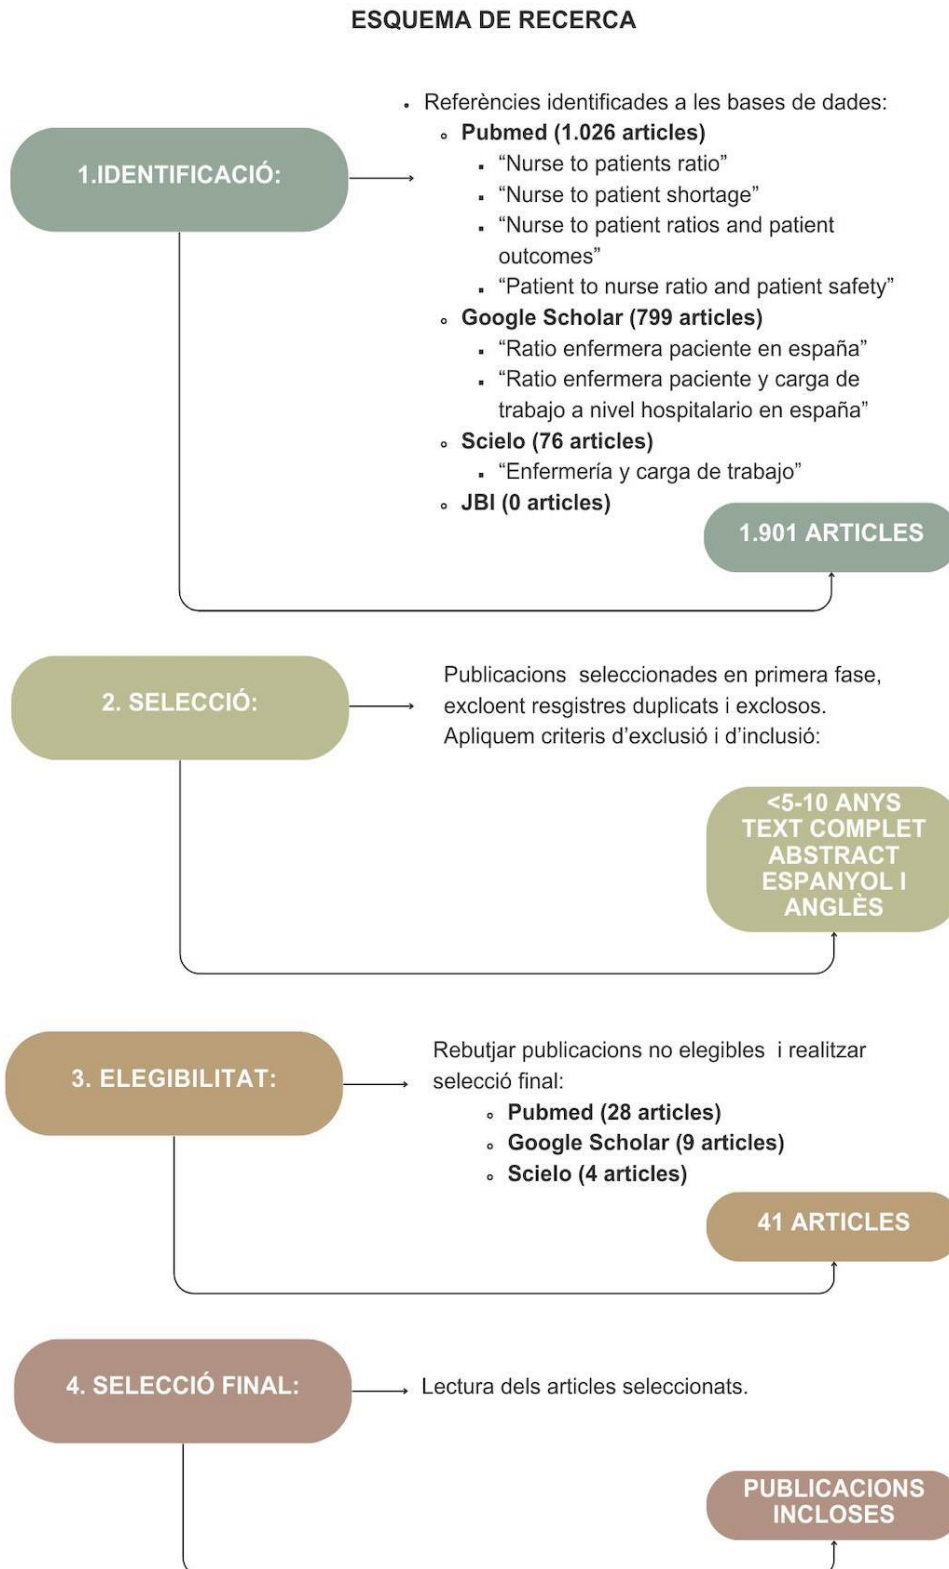 ESQUEMA DE RECERCA
1.IDENTIFICACIÓ:
• Referències identificades a les bases de dades:
Pubmed (1.026 articles)
“Nurse to patients ratio”
“Nurse to patient shortage”
“Nurse to patient ratios and patient
outcomes”
“Patient to nurse ratio and patient safety”
Google Scholar (799 articles)
“Ratio enfermera paciente en españa”
“Ratio enfermera paciente y carga de
trabajo a nivel hospitalario en españa”
Scielo (76 articles)
“Enfermería y carga de trabajo”
JBI (0 articles)
1.901 ARTICLES
2. SELECCIÓ:
Publicacions seleccionades en primera fase,
excloent resgistres duplicats i exclosos.
Apliquem criteris d’exclusió i d’inclusió:
<5-10 ANYS
TEXT COMPLET
ABSTRACT
ESPANYOL I
ANGLÈS
3. ELEGIBILITAT:
Rebutjar publicacions no elegibles i realitzar
selecció final:
Pubmed (28 articles)
Google Scholar (9 articles)
Scielo (4 articles)
41 ARTICLES
4. SELECCIÓ FINAL:
Lectura dels articles seleccionats.
PUBLICACIONS
INCLOSES